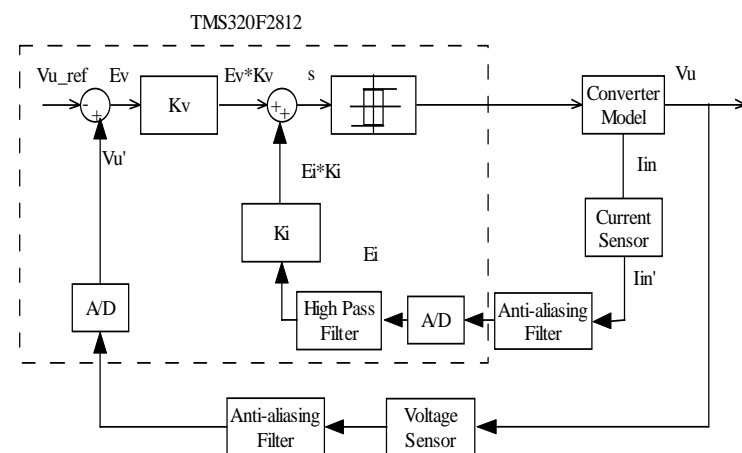 TMS320F2812
Vu_ref
Ev
Ev*Kv
s
Vu
-
+
Kv
+
+
Converter
Model
Vu'
Ei*Ki
Iin
Ki
Current
Sensor
Ei
Iin'
A/D
High Pass
Filter
A/D
Anti-aliasing
Filter
Anti-aliasing
Filter
Voltage
Sensor